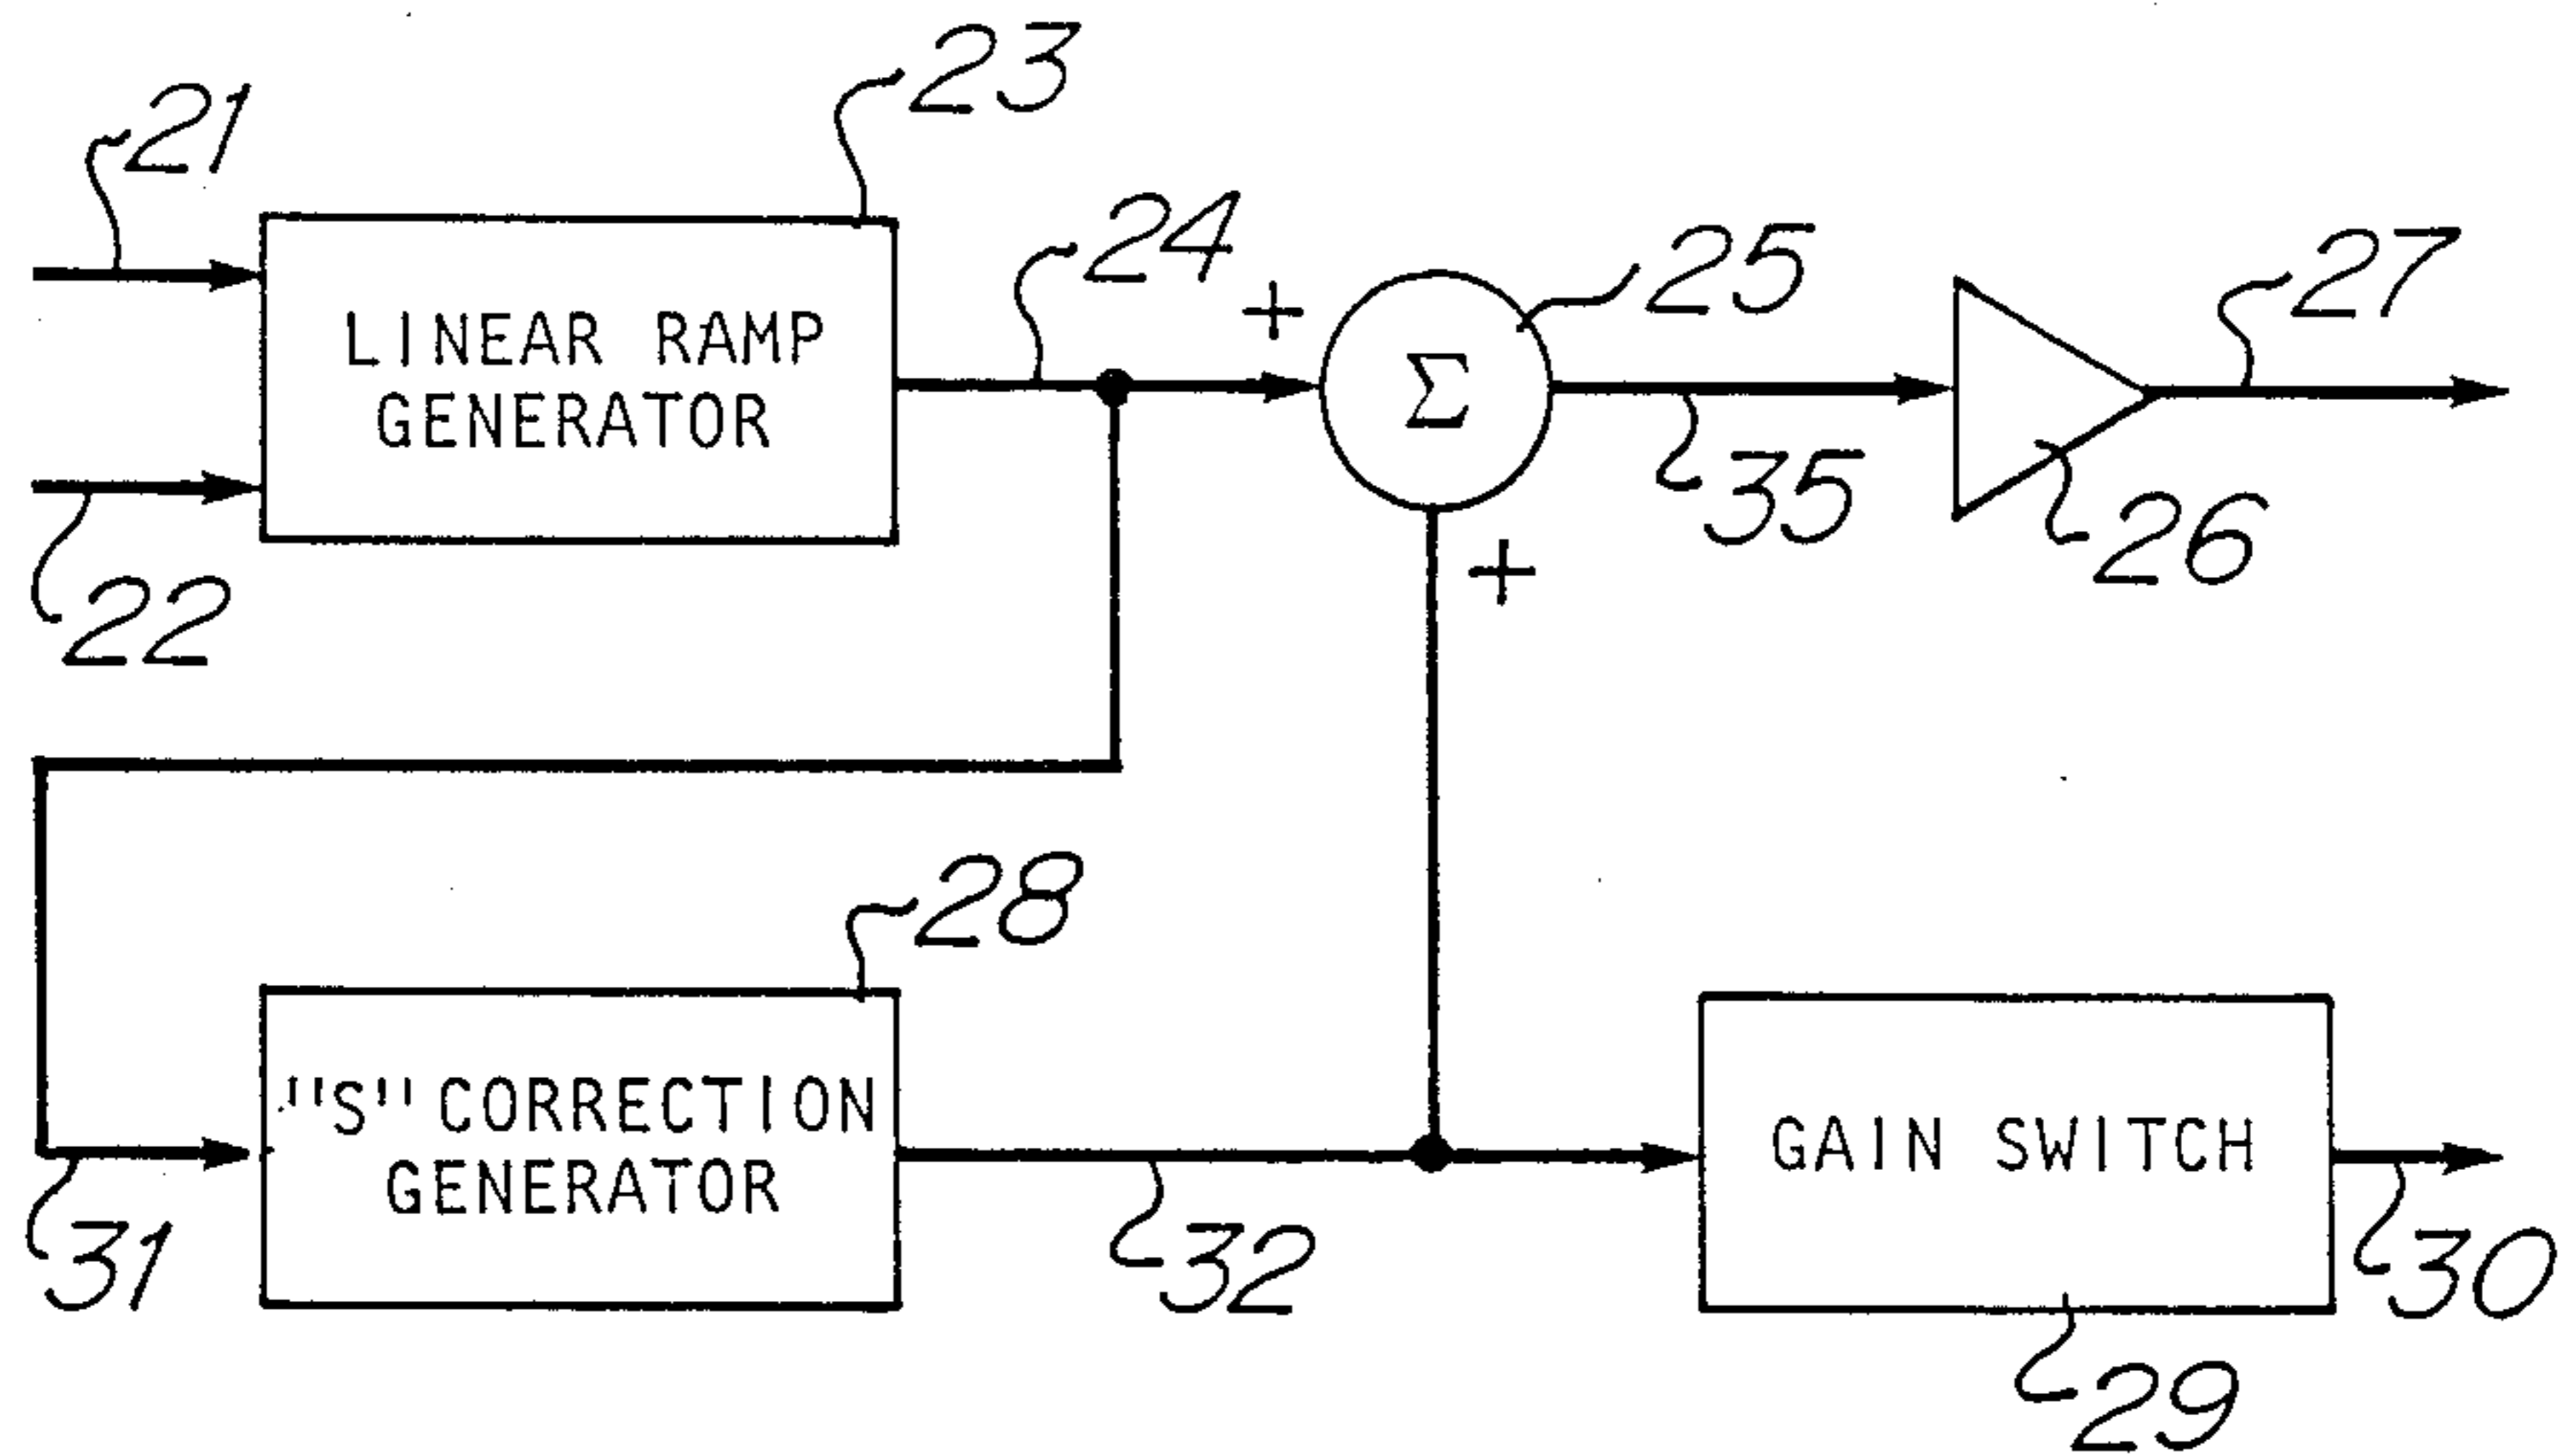 23
21
24
25
27
+
LINEAR RAMP
GENERATOR
Σ
35
26
22
+
28
"S" CORRECTION
GENERATOR
GAIN SWITCH
31
32
30
29